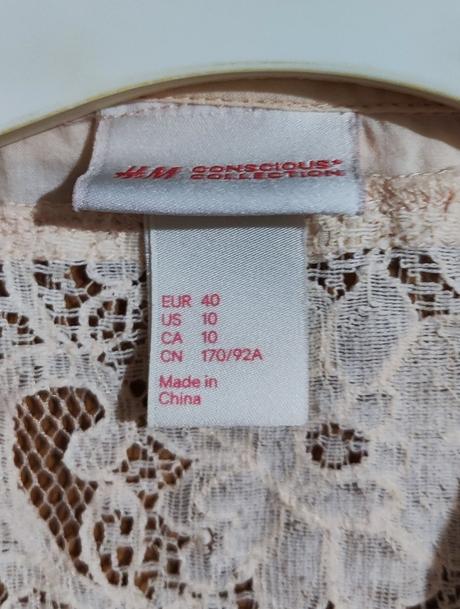 H&M CONSCIOUS*
COLLECTION
EUR 40
US 10
CA 10
CN 170/92A
Made in
China